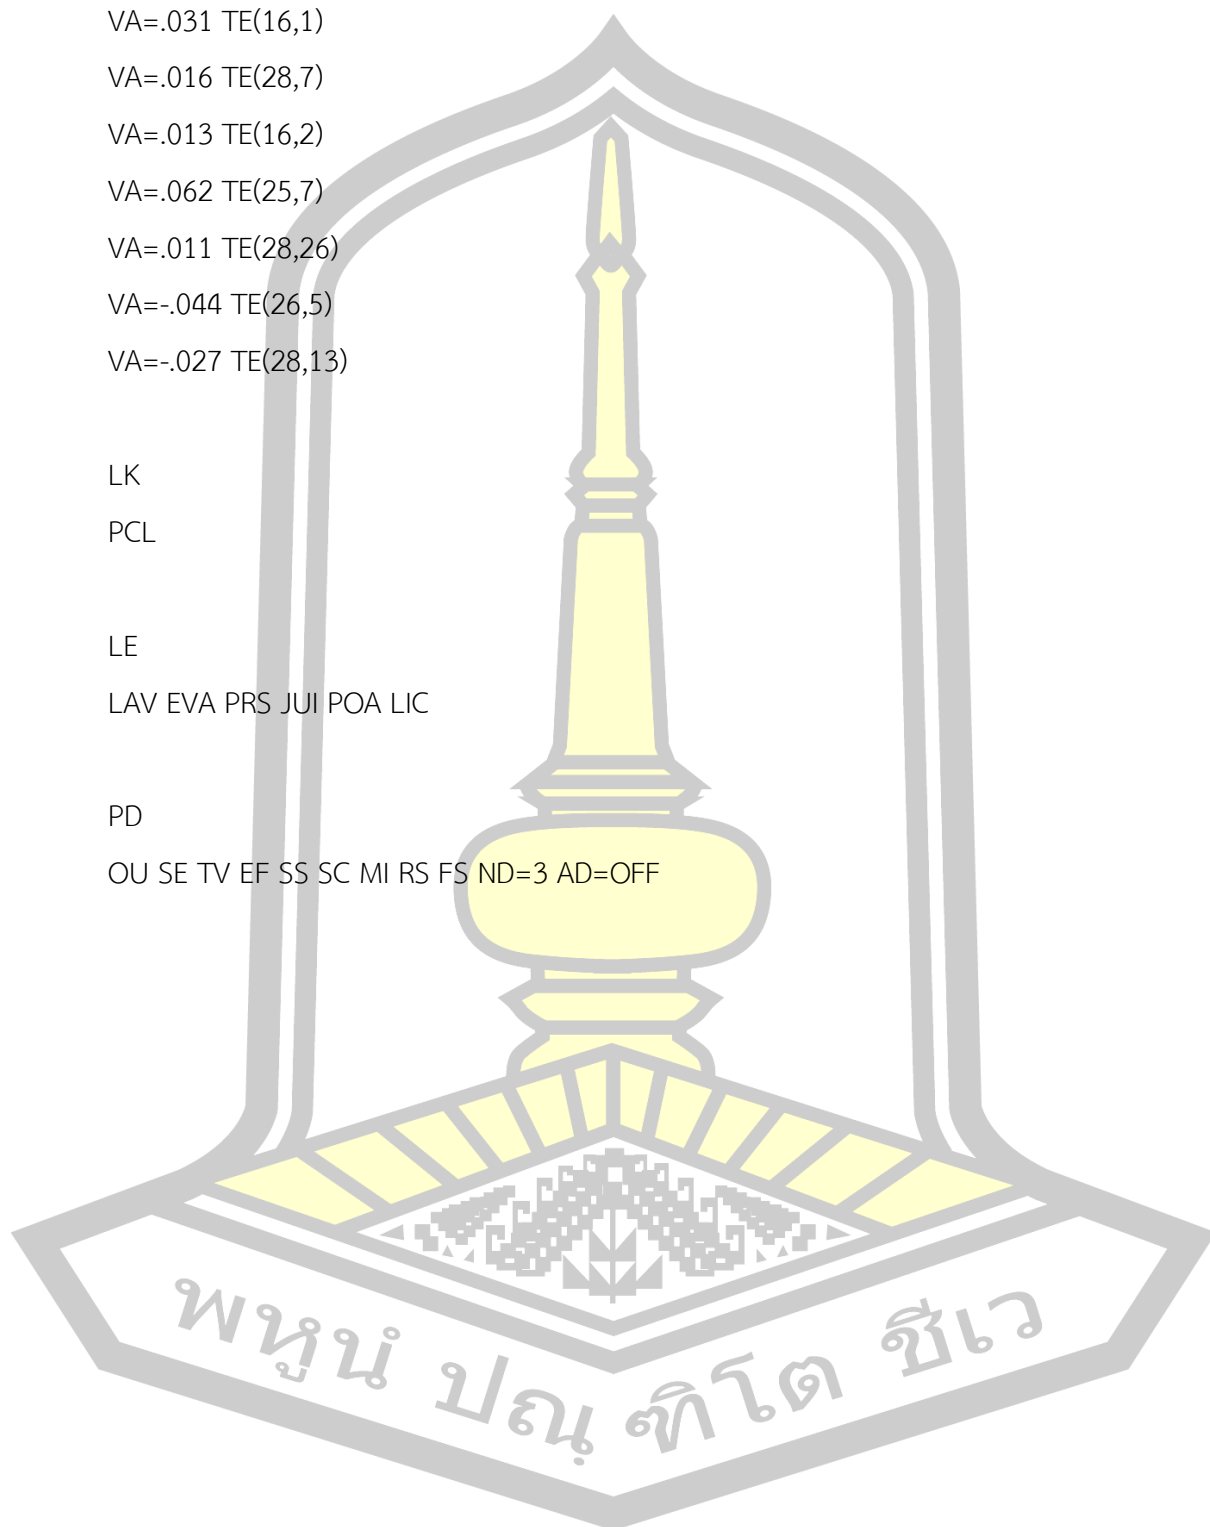 VA=.031 TE(16,1)
VA=.016 TE(28,7)
VA=.013 TE(16,2)
VA=.062 TE(25,7)
VA=.011 TE(28,26)
VA=-.044 TE(26,5)
VA=-.027 TE(28,13)
LK
PCL
LE
LAV EVA PRS JUI POA LIC
PD
OU SE TV EF SS SC MI RS FS ND=3 AD=OFF
พหูนํ ปณฺฑิโต ชีเว